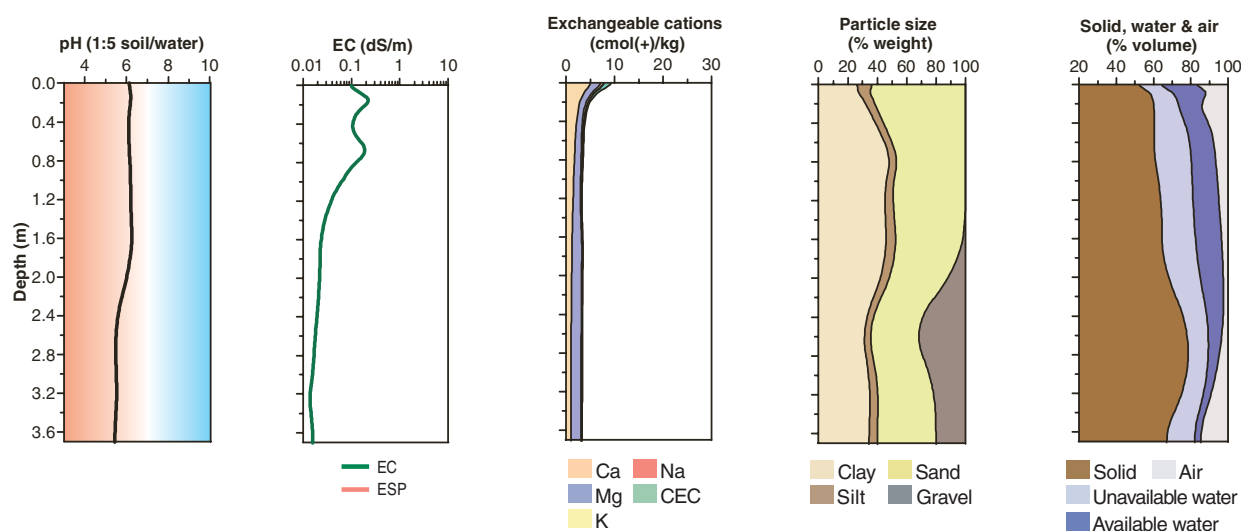 pH (1:5 soil/water)
4 6 8 10
EC (dS/m)
0.01 0.1 1 10
Exchangeable cations
(cmol(+)/kg)
0 10 20 30
Particle size
(% weight)
0 20 40 60 80 100
Solid, water & air
(% volume)
20 40 60 80 100
Depth (m)
0.0
0.4
0.8
1.2
1.6
2.0
2.4
2.8
3.2
3.6
EC
ESP
Ca
Na
Mg
CEC
K
Clay
Sand
Silt
Gravel
Solid
Air
Unavailable water
Available water